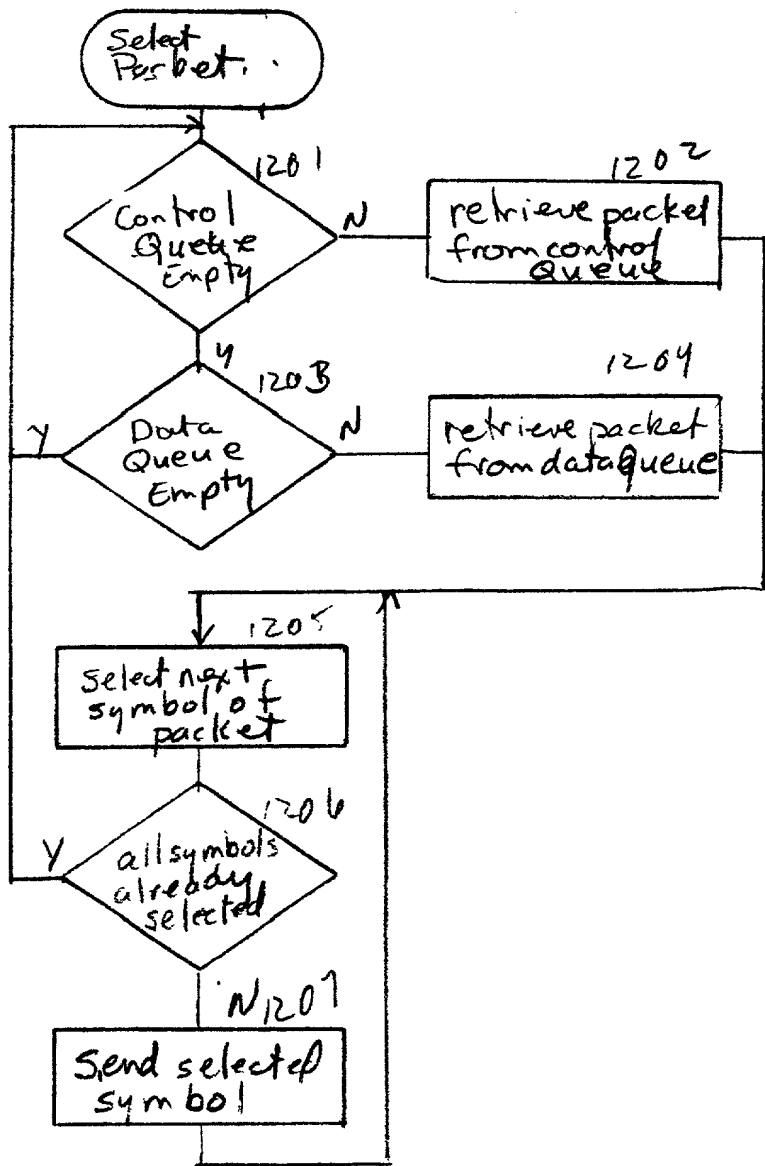 Select
Packet
1201
Control
Queue
Empty
N
1202
retrieve packet
from control
Queue
Y
1203
Data
Queue
Empty
Y
N
1204
retrieve packet
from data Queue
1205
select next
symbol of
packet
1206
all symbols
already
selected
Y
N
1207
Send selected
symbol